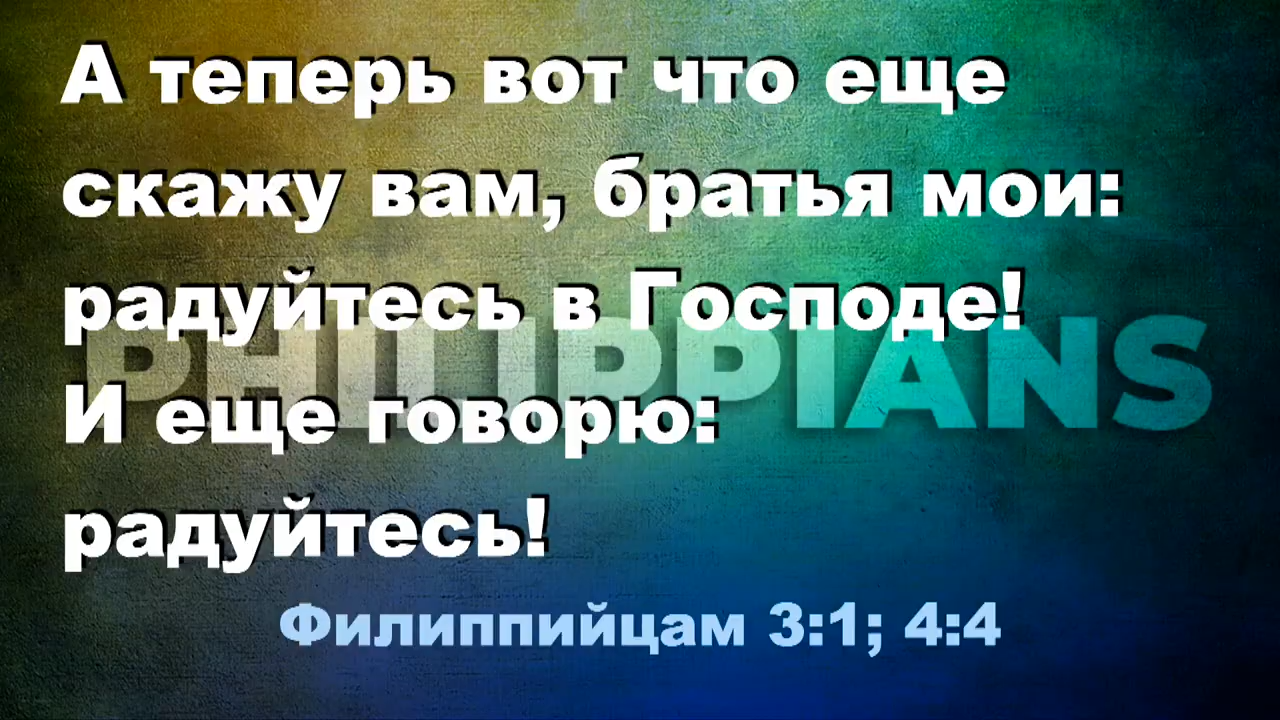 А теперь вот что еще
скажу вам, братья мои:
радуйтесь в Господе!
PHILIPPIANS
И еще говорю:
радуйтесь!
Филиппийцам 3:1; 4:4